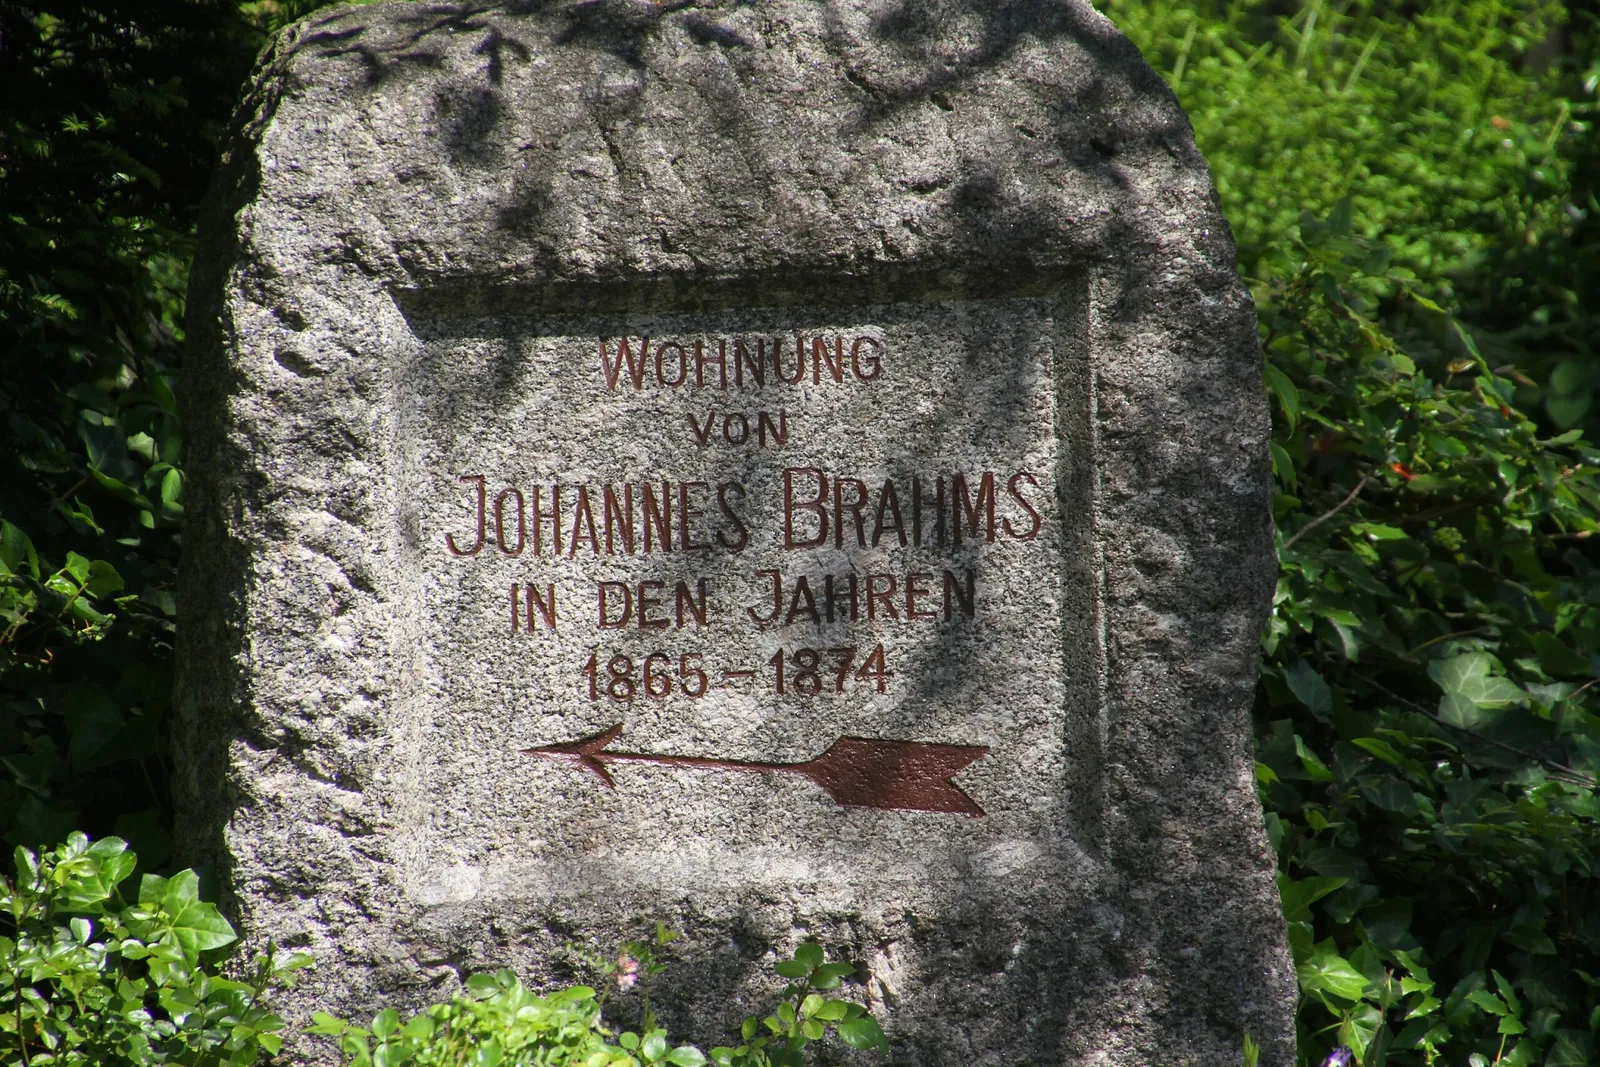 WOHNUNG
VON
JOHANNES BRAHMS
IN DEN JAHREN
1865–1874